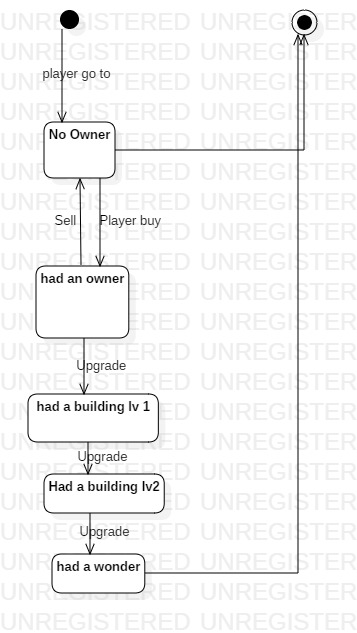 player go to
No Owner
Sell
Player buy
had an owner
Upgrade
had a building lv 1
Upgrade
Had a building lv2
Upgrade
had a wonder
UNREGISTERED